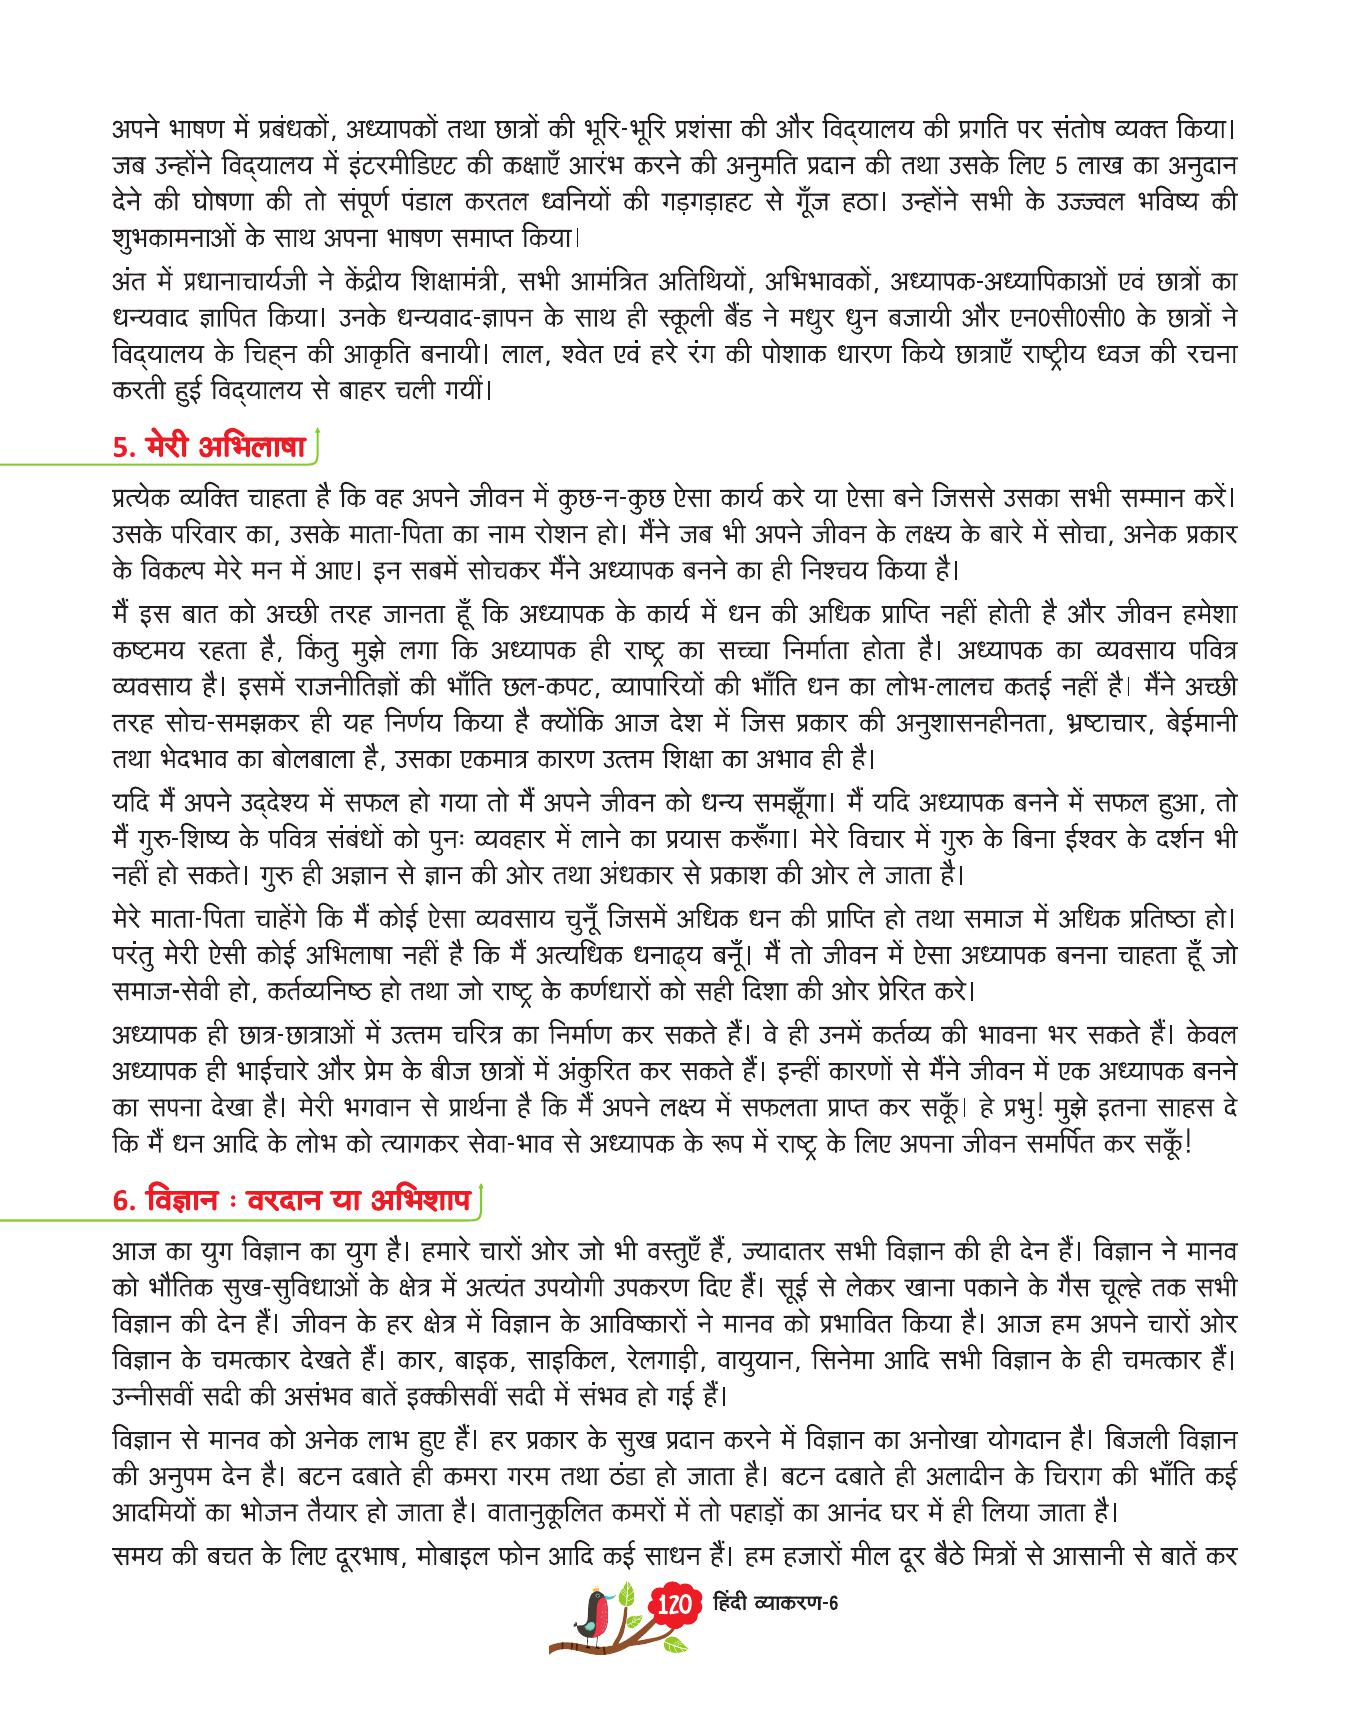 अपने भाषण में प्रबंधकों, अध्यापकों तथा छात्रों की भूरि-भूरि प्रशंसा की और विद्‌यालय की प्रगति पर संतोष व्यक्त किया।
जब उन्होंने विद्‌यालय में इंटरमीडिएट की कक्षाएँ आरंभ करने की अनुमति प्रदान की तथा उसके लिए 5 लाख का अनुदान
देने की घोषणा की तो संपूर्ण पंडाल करतल ध्वनियों की गड़गड़ाहट से गूँज हठा। उन्होंने सभी के उज्ज्वल भविष्य की
शुभकामनाओं के साथ अपना भाषण समाप्त किया।
अंत में प्रधानाचार्यजी ने केंद्रीय शिक्षामंत्री, सभी आमंत्रित अतिथियों, अभिभावकों, अध्यापक-अध्यापिकाओं एवं छात्रों का
धन्यवाद ज्ञापित किया। उनके धन्यवाद-ज्ञापन के साथ ही स्कूली बैंड ने मधुर धुन बजायी और एन0सी0सी0 के छात्रों ने
विद्‌यालय के चिह्‌न की आकृति बनायी। लाल, श्वेत एवं हरे रंग की पोशाक धारण किये छात्राएँ राष्ट्रीय ध्वज की रचना
करती हुई विद्‌यालय से बाहर चली गयीं।
5. मेरी अभिलाषा
प्रत्येक व्यक्ति चाहता है कि वह अपने जीवन में कुछ-न-कुछ ऐसा कार्य करे या ऐसा बने जिससे उसका सभी सम्मान करें।
उसके परिवार का, उसके माता-पिता का नाम रोशन हो। मैंने जब भी अपने जीवन के लक्ष्य के बारे में सोचा, अनेक प्रकार
के विकल्प मेरे मन में आए। इन सबमें सोचकर मैंने अध्यापक बनने का ही निश्चय किया है।
मैं इस बात को अच्छी तरह जानता हूँ कि अध्यापक के कार्य में धन की अधिक प्राप्ति नहीं होती है और जीवन हमेशा
कष्टमय रहता है, किंतु मुझे लगा कि अध्यापक ही राष्ट्र का सच्चा निर्माता होता है। अध्यापक का व्यवसाय पवित्र
व्यवसाय है। इसमें राजनीतिज्ञों की भाँति छल-कपट, व्यापारियों की भाँति धन का लोभ-लालच कतई नहीं है। मैंने अच्छी
तरह सोच-समझकर ही यह निर्णय किया है क्योंकि आज देश में जिस प्रकार की अनुशासनहीनता, भ्रष्टाचार, बेईमानी
तथा भेदभाव का बोलबाला है, उसका एकमात्र कारण उत्तम शिक्षा का अभाव ही है।
यदि मैं अपने उद्‌देश्य में सफल हो गया तो मैं अपने जीवन को धन्य समझूँगा। मैं यदि अध्यापक बनने में सफल हुआ, तो
मैं गुरु-शिष्य के पवित्र संबंधों को पुनः व्यवहार में लाने का प्रयास करूँगा। मेरे विचार में गुरु के बिना ईश्वर के दर्शन भी
नहीं हो सकते। गुरु ही अज्ञान से ज्ञान की ओर तथा अंधकार से प्रकाश की ओर ले जाता है।
मेरे माता-पिता चाहेंगे कि मैं कोई ऐसा व्यवसाय चुनूँ जिसमें अधिक धन की प्राप्ति हो तथा समाज में अधिक प्रतिष्ठा हो।
परंतु मेरी ऐसी कोई अभिलाषा नहीं है कि मैं अत्यधिक धनाढ्‌य बनूँ। मैं तो जीवन में ऐसा अध्यापक बनना चाहता हूँ जो
समाज-सेवी हो, कर्तव्यनिष्ठ हो तथा जो राष्ट्र के कर्णधारों को सही दिशा की ओर प्रेरित करे।
अध्यापक ही छात्र-छात्राओं में उत्तम चरित्र का निर्माण कर सकते हैं। वे ही उनमें कर्तव्य की भावना भर सकते हैं। केवल
अध्यापक ही भाईचारे और प्रेम के बीज छात्रों में अंकुरित कर सकते हैं। इन्हीं कारणों से मैंने जीवन में एक अध्यापक बनने
का सपना देखा है। मेरी भगवान से प्रार्थना है कि मैं अपने लक्ष्य में सफलता प्राप्त कर सकूँ। हे प्रभु! मुझे इतना साहस दे
कि मैं धन आदि के लोभ को त्यागकर सेवा-भाव से अध्यापक के रूप में राष्ट्र के लिए अपना जीवन समर्पित कर सकूँ!
6. विज्ञान : वरदान या अभिशाप
आज का युग विज्ञान का युग है। हमारे चारों ओर जो भी वस्तुएँ हैं, ज्यादातर सभी विज्ञान की ही देन हैं। विज्ञान ने मानव
को भौतिक सुख-सुविधाओं के क्षेत्र में अत्यंत उपयोगी उपकरण दिए हैं। सूई से लेकर खाना पकाने के गैस चूल्हे तक सभी
विज्ञान की देन हैं। जीवन के हर क्षेत्र में विज्ञान के आविष्कारों ने मानव को प्रभावित किया है। आज हम अपने चारों ओर
विज्ञान के चमत्कार देखते हैं। कार, बाइक, साइकिल, रेलगाड़ी, वायुयान, सिनेमा आदि सभी विज्ञान के ही चमत्कार हैं।
उन्नीसवीं सदी की असंभव बातें इक्कीसवीं सदी में संभव हो गई हैं।
विज्ञान से मानव को अनेक लाभ हुए हैं। हर प्रकार के सुख प्रदान करने में विज्ञान का अनोखा योगदान है। बिजली विज्ञान
की अनुपम देन है। बटन दबाते ही कमरा गरम तथा ठंडा हो जाता है। बटन दबाते ही अलादीन के चिराग की भाँति कई
आदमियों का भोजन तैयार हो जाता है। वातानुकूलित कमरों में तो पहाड़ों का आनंद घर में ही लिया जाता है।
समय की बचत के लिए दूरभाष, मोबाइल फोन आदि कई साधन हैं। हम हजारों मील दूर बैठे मित्रों से आसानी से बातें कर
120 हिंदी व्याकरण-6